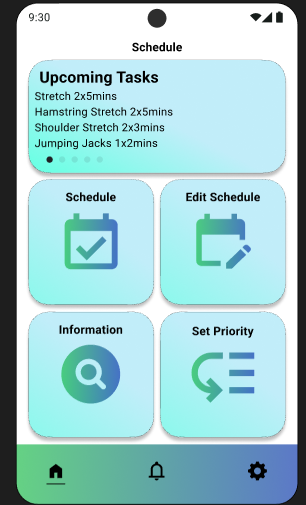 9:30
Schedule
Upcoming Tasks
Stretch 2x5mins
Hamstring Stretch 2x5mins
Shoulder Stretch 2x3mins
Jumping Jacks 1x2mins
Schedule
Edit Schedule
Information
Set Priority